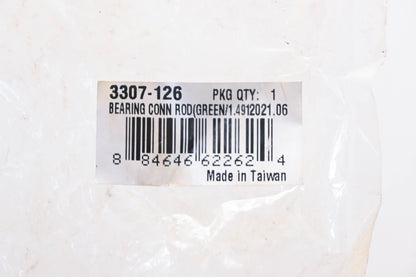 3307-126 PKG QTY: 1
BEARING CONN ROD(GREEN/1.4912021.06
8 84646 62262 4
Made in Taiwan